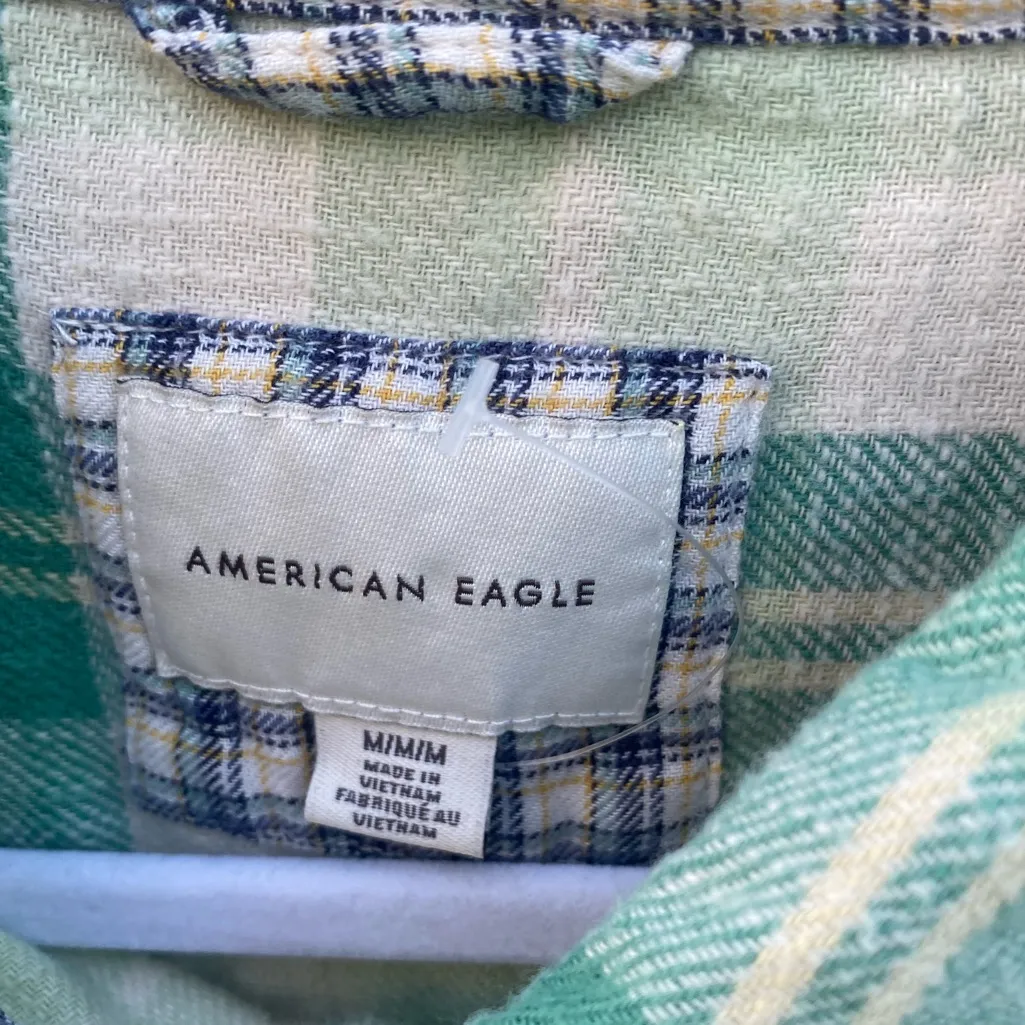 AMERICAN EAGLE
M/M/M
MADE IN
VIETNAM
FABRIQUÉ AU
VIETNAM